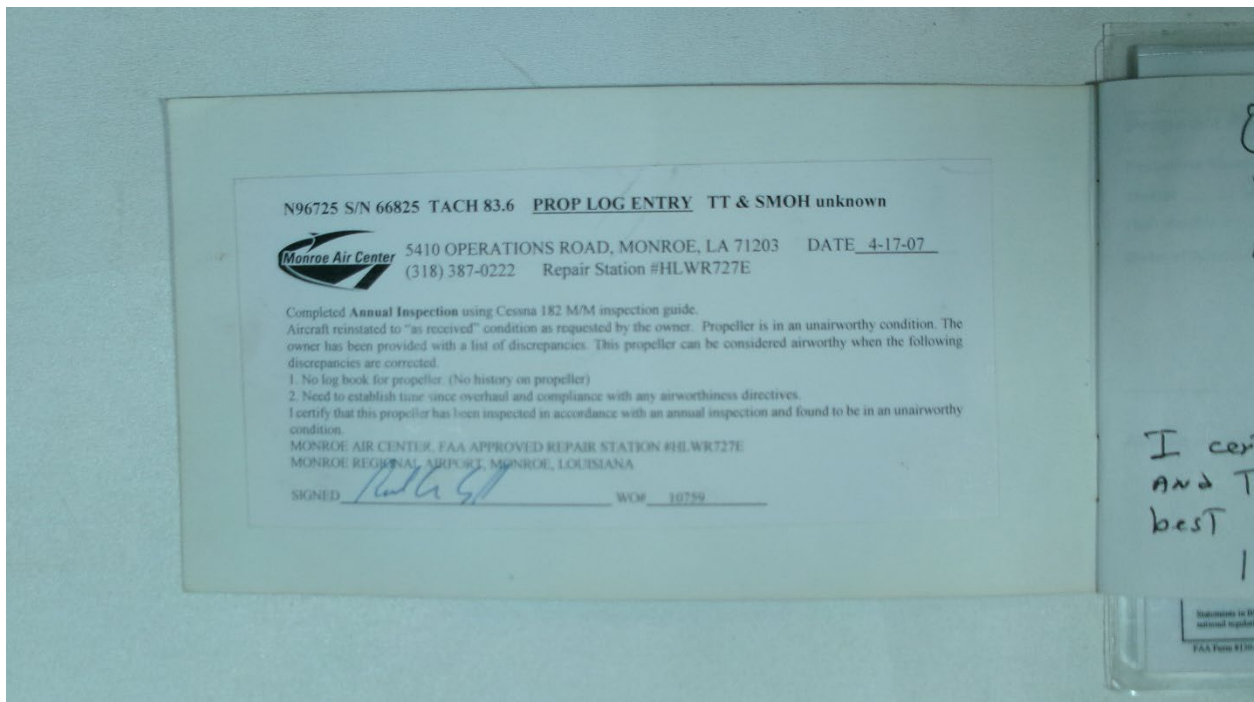 N96725 S/N 66825 TACH 83.6 PROP LOG ENTRY TT & SMOH unknown
Monroe Air Center
5410 OPERATIONS ROAD, MONROE, LA 71203 DATE 4-17-07
(318) 387-0222 Repair Station #HLWR727E
Completed Annual Inspection using Cessna 182 M/M inspection guide.
Aircraft reinstated to "as received" condition as requested by the owner. Propeller is in an unairworthy condition. The
owner has been provided with a list of discrepancies. This propeller can be considered airworthy when the following
discrepancies are corrected.
1. No log book for propeller. (No history on propeller)
2. Need to establish time since overhaul and compliance with any airworthiness directives.
I certify that this propeller has been inspected in accordance with an annual inspection and found to be in an unairworthy
condition.
MONROE AIR CENTER, FAA APPROVED REPAIR STATION #HLWR727E
MONROE REGIONAL AIRPORT, MONROE, LOUISIANA
SIGNED WO# 10759
I cer
AND T
best
Statements in
FAA Form